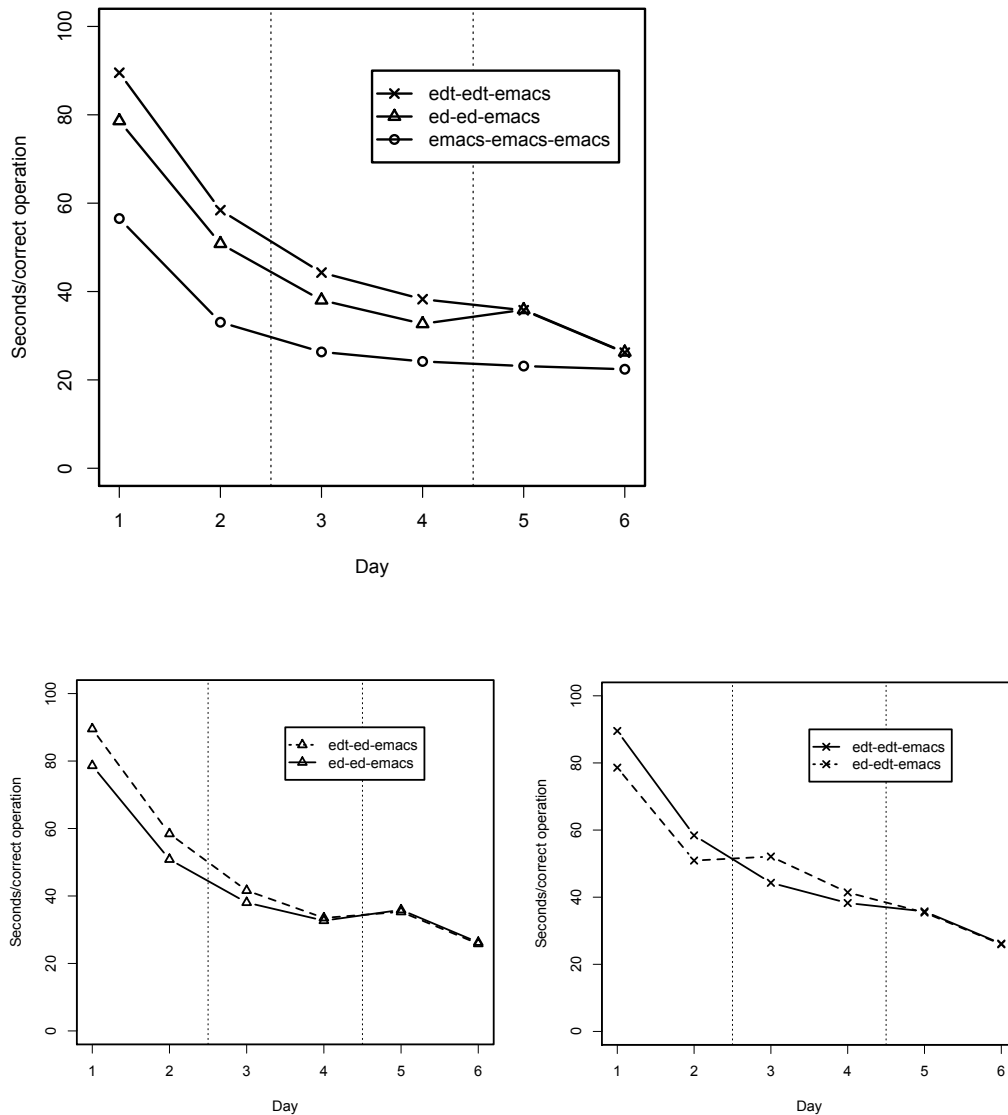 Seconds/correct operation
100
80
60
40
20
0
edt-edt-emacs
ed-ed-emacs
emacs-emacs-emacs
1 2 3 4 5 6
Day
Seconds/correct operation
100
80
60
40
20
0
edt-ed-emacs
ed-ed-emacs
1 2 3 4 5 6
Day
Seconds/correct operation
100
80
60
40
20
0
edt-edt-emacs
ed-edt-emacs
1 2 3 4 5 6
Day